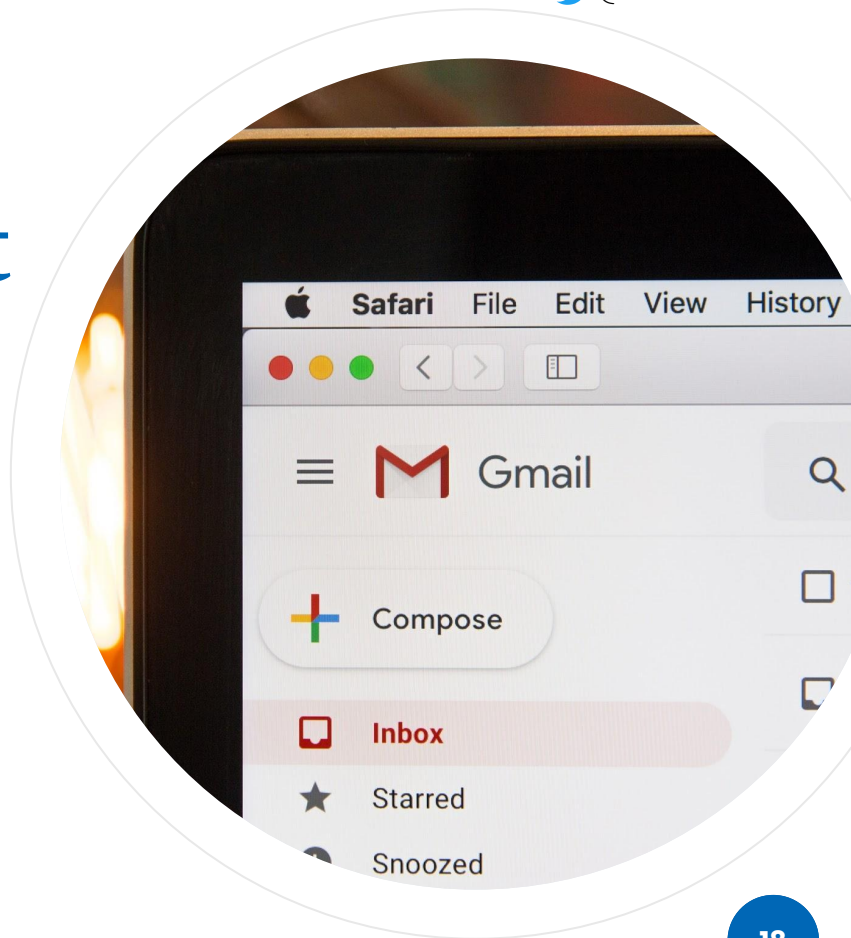 Safari File Edit View History
Gmail
Compose
Inbox
Starred
Snoozed